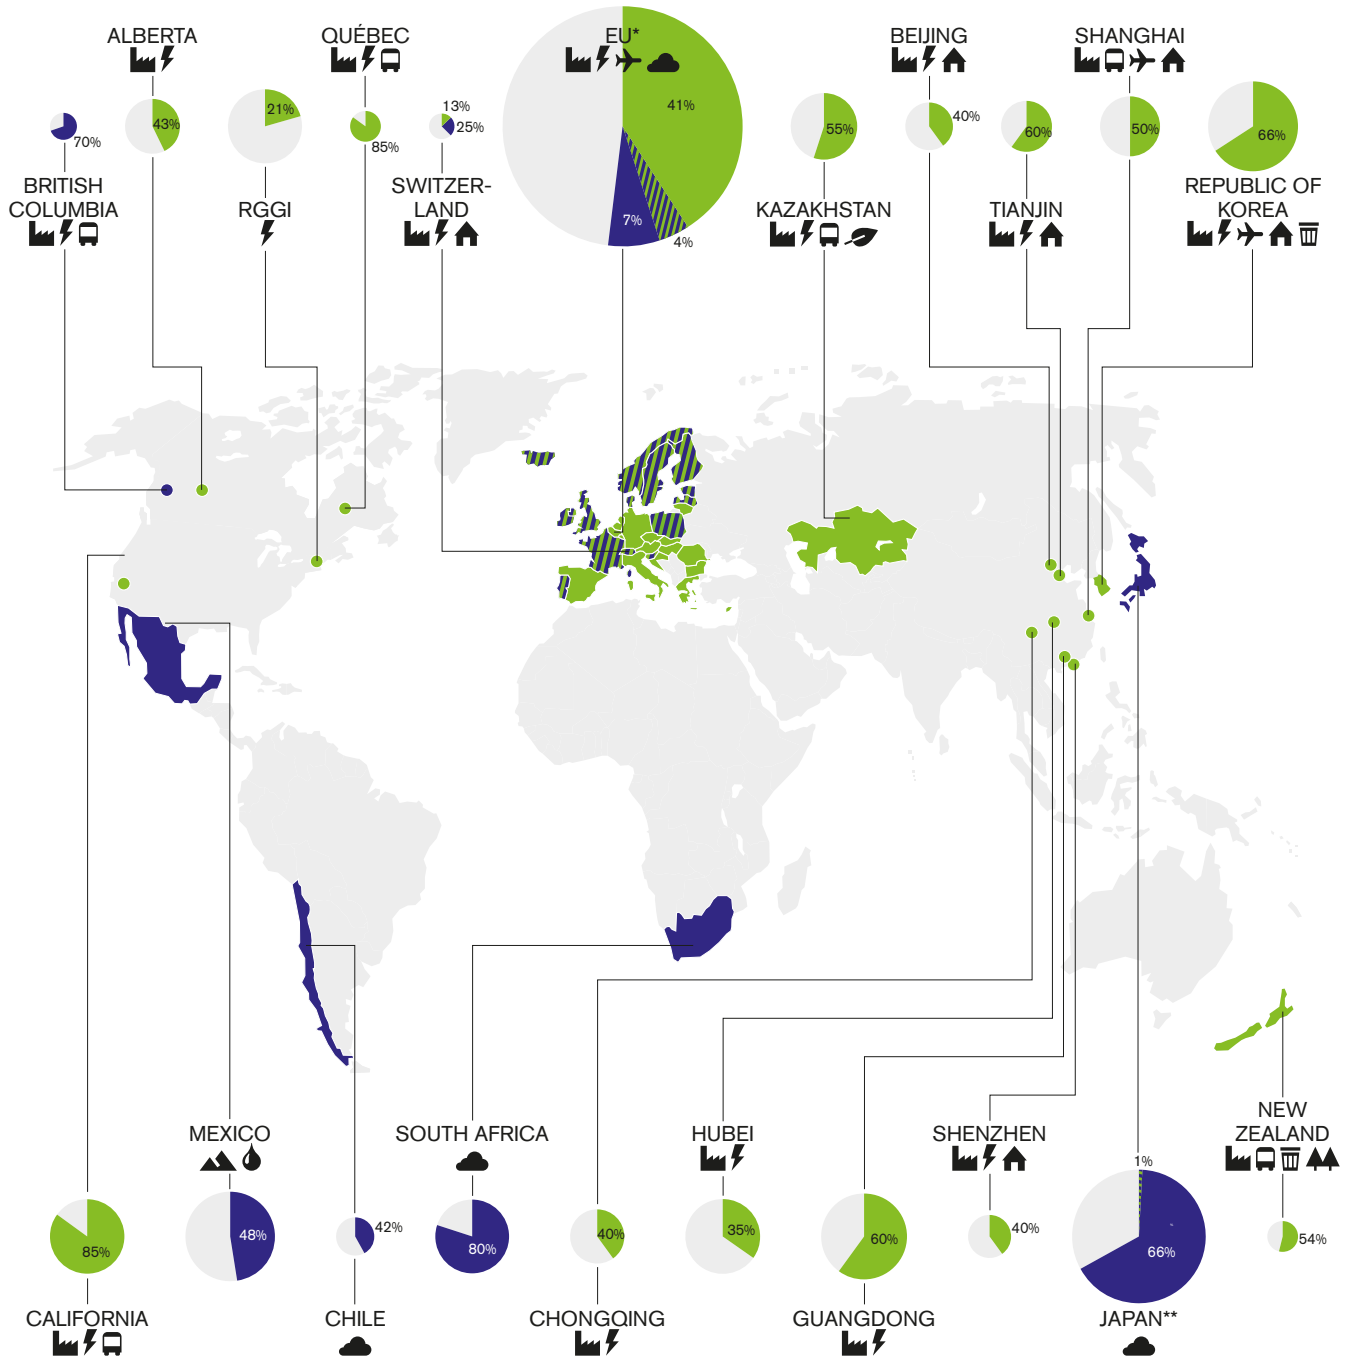 ALBERTA
43%
QUÉBEC
85%
EU*
41%
7%
4%
BEIJING
40%
SHANGHAI
50%
70%
BRITISH
COLUMBIA
21%
RGGI
13%
25%
SWITZER-
LAND
55%
KAZAKHSTAN
60%
TIANJIN
66%
REPUBLIC OF
KOREA
MEXICO
48%
SOUTH AFRICA
80%
HUBEI
35%
SHENZHEN
40%
NEW
ZEALAND
54%
85%
CALIFORNIA
42%
CHILE
40%
CHONGQING
60%
GUANGDONG
1%
66%
JAPAN**